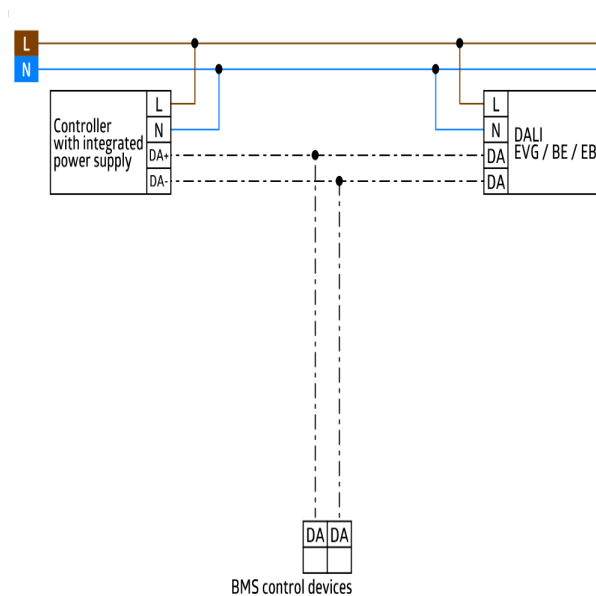 L
N
Controller
with integrated
power supply
L
N
DA+
DA-
L
N
DA
DA
DALI
EVG / BE / EB
DA DA
BMS control devices